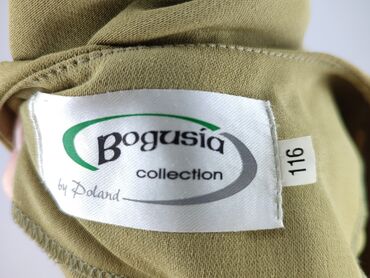 Bogusia
collection
by Poland
116